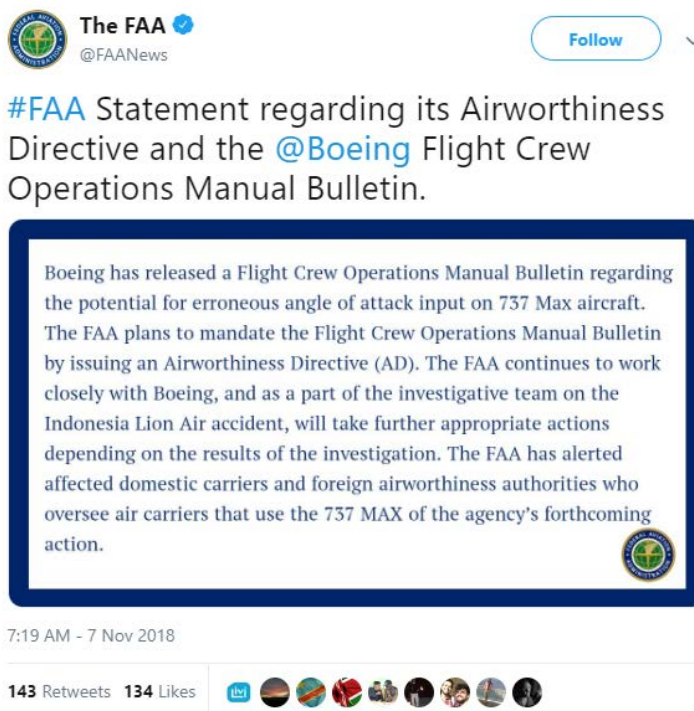 The FAA
@FAANews
Follow
#FAA Statement regarding its Airworthiness
Directive and the @Boeing Flight Crew
Operations Manual Bulletin.
Boeing has released a Flight Crew Operations Manual Bulletin regarding
the potential for erroneous angle of attack input on 737 Max aircraft.
The FAA plans to mandate the Flight Crew Operations Manual Bulletin
by issuing an Airworthiness Directive (AD). The FAA continues to work
closely with Boeing, and as a part of the investigative team on the
Indonesia Lion Air accident, will take further appropriate actions
depending on the results of the investigation. The FAA has alerted
affected domestic carriers and foreign airworthiness authorities who
oversee air carriers that use the 737 MAX of the agency’s forthcoming
action.
7:19 AM - 7 Nov 2018
143 Retweets 134 Likes